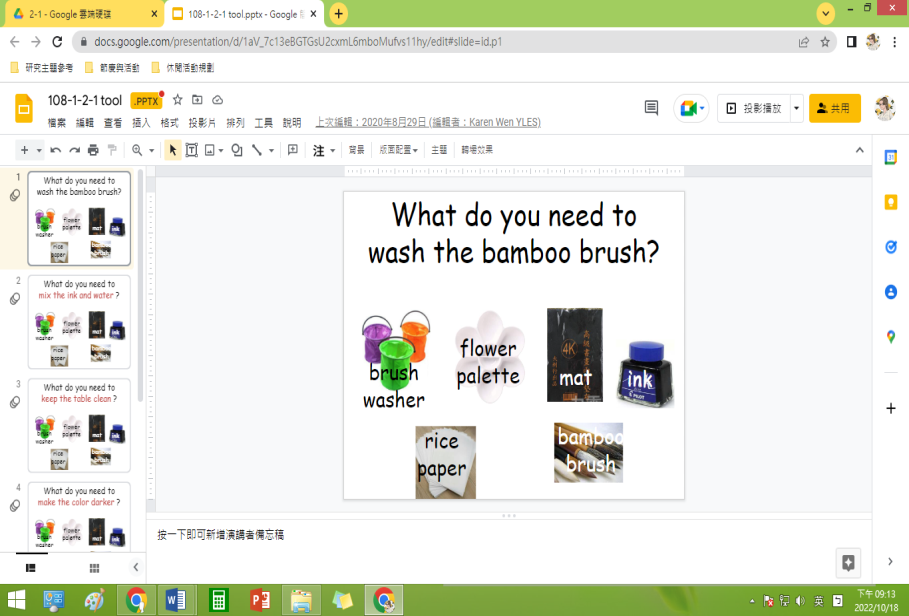 2-1 - Google 雲端硬碟
108-1-2-1 tool.pptx - Google
docs.google.com/presentation/d/1aV_7c13eBGTGsU2cxmL6mboMufvs11hy/edit#slide=id.p1
研究主題參考
節慶與活動
休閒活動規劃
108-1-2-1 tool
.PPTX
檔案 編輯 查看 插入 格式 投影片 排列 工具 說明
上次編輯：2020年8月29日 (編輯者：Karen Wen YLES)
投影播放
共用
注
背景
版面配置
主題
轉場效果
1
What do you need to
wash the bamboo brush?
brush
washer
flower
palette
mat
ink
rice
paper
bamboo
brush
2
What do you need to
mix the ink and water ?
brush
washer
flower
palette
mat
ink
rice
paper
bamboo
brush
3
What do you need to
keep the table clean ?
brush
washer
flower
palette
mat
ink
rice
paper
bamboo
brush
4
What do you need to
make the color darker ?
flower
palette
mat
ink
What do you need to
wash the bamboo brush?
brush
washer
flower
palette
4K
mat
ink
PILOT
rice
paper
bamboo
brush
按一下即可新增演講者備忘稿
31
英
下午 09:13
2022/10/18